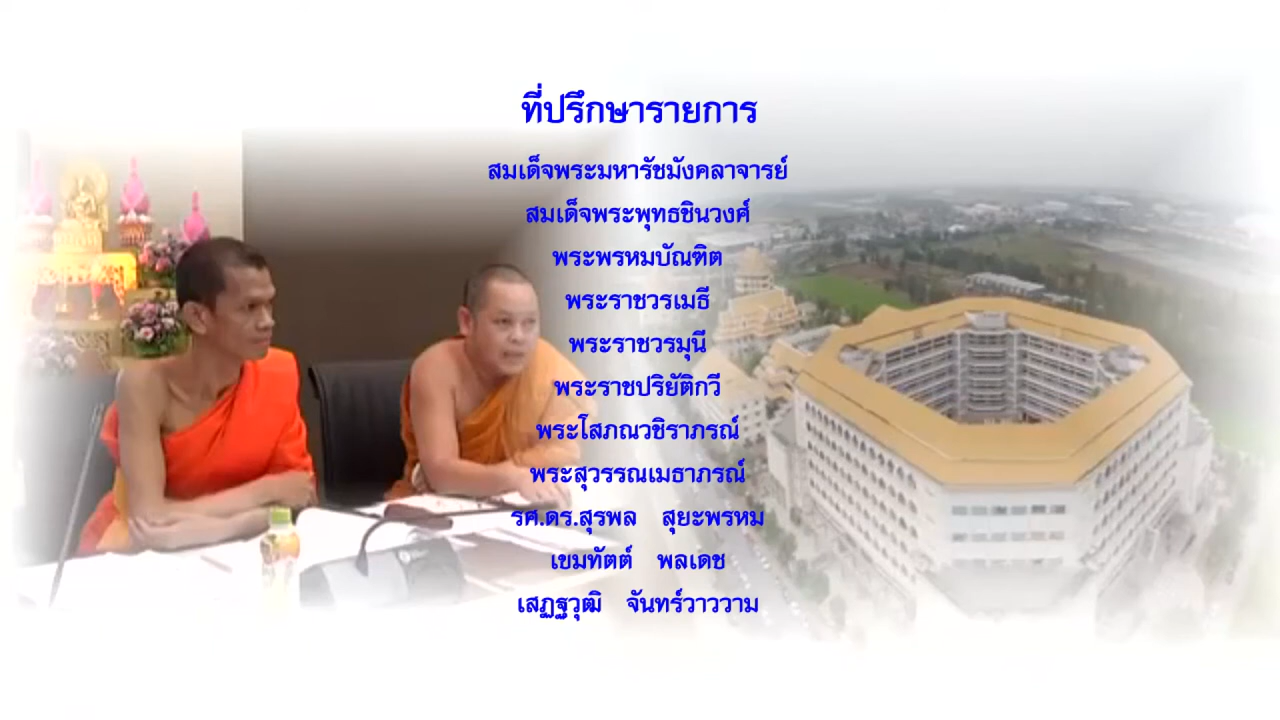 ที่ปรึกษารายการ
สมเด็จพระมหารัชมังคลาจารย์
สมเด็จพระพุทธชินวงศ์
พระพรหมบัณฑิต
พระราชวรเมธี
พระราชวรมุนี
พระราชปริยัติกวี
พระโสภณวชิราภรณ์
พระสุวรรณเมธาภรณ์
รศ.ดร.สุรพล สุยะพรหม
เขมทัตต์ พลเดช
เสฏฐวุฒิ จันทร์วาววาม